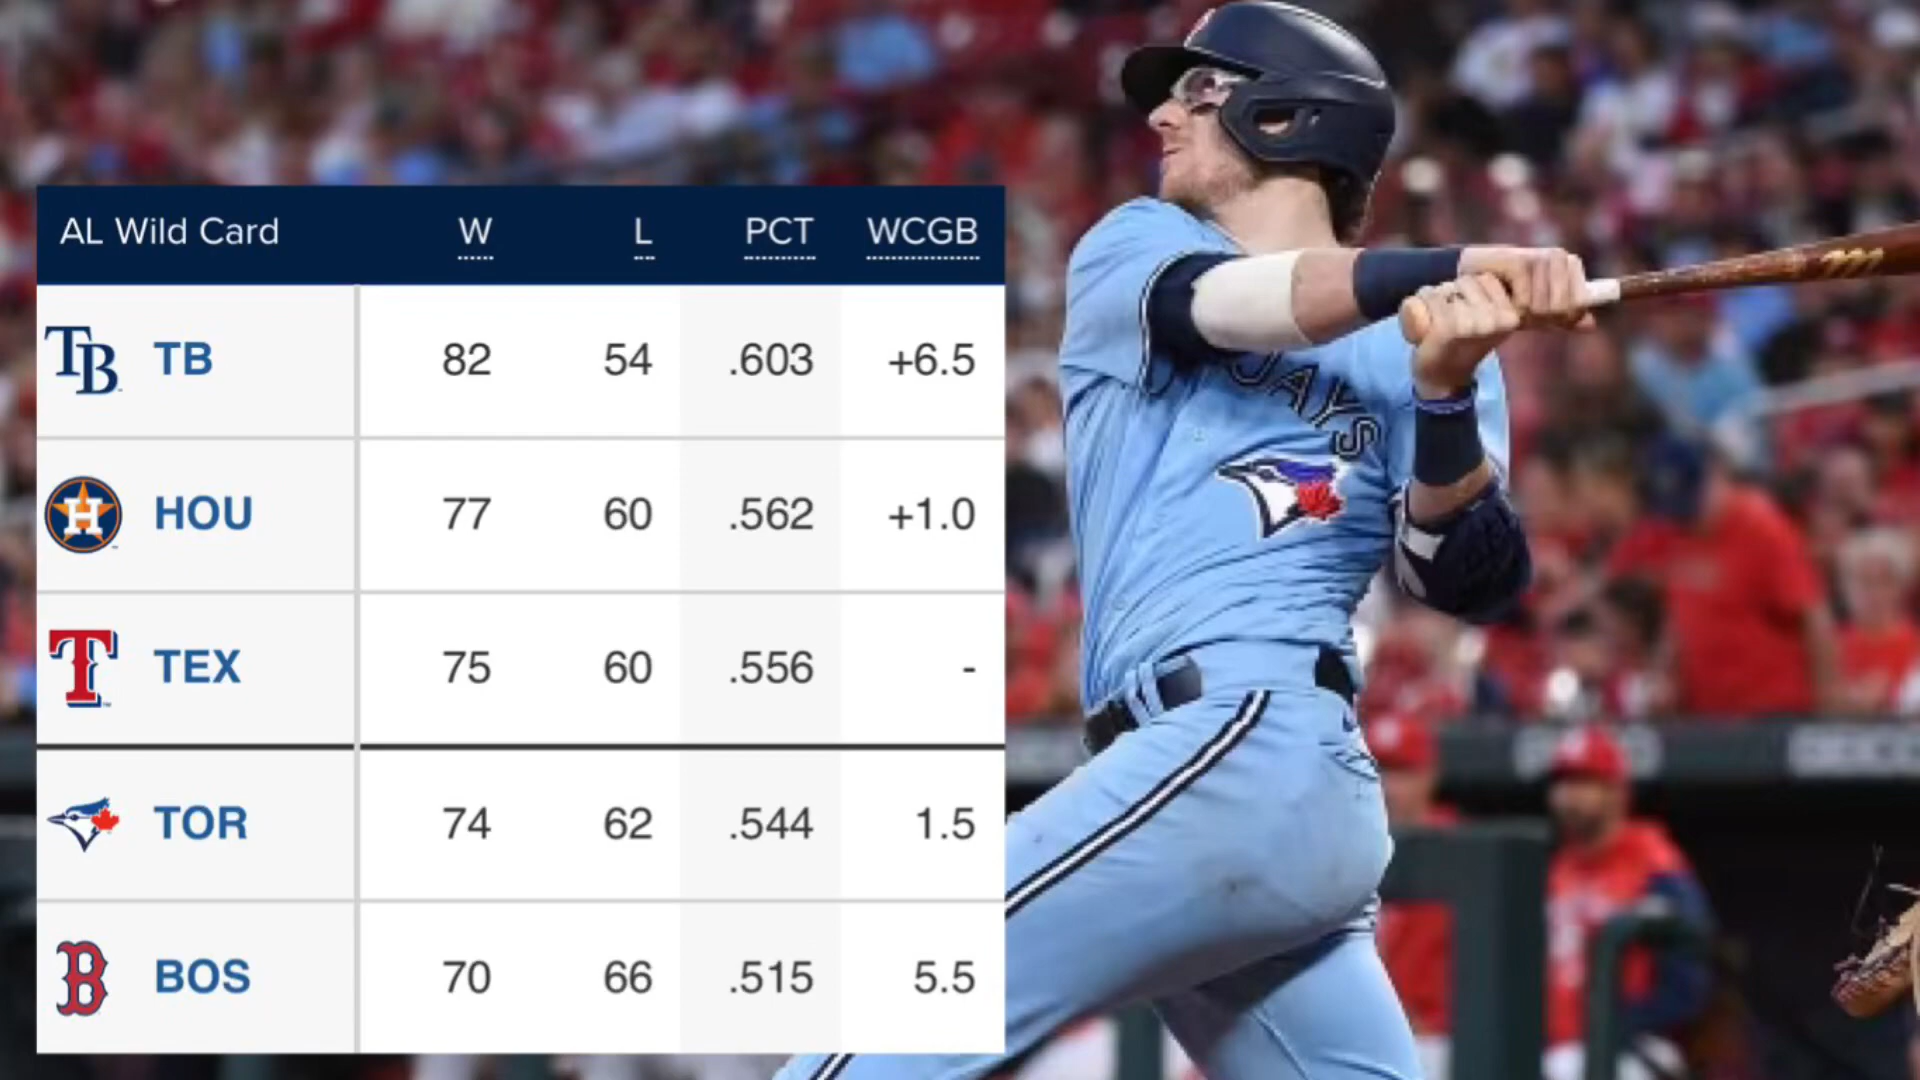 AL Wild Card W L PCT WCGB
TB TB 82 54 .603 +6.5
H HOU 77 60 .562 +1.0
T TEX 75 60 .556 -
TOR 74 62 .544 1.5
B BOS 70 66 .515 5.5
JAYS